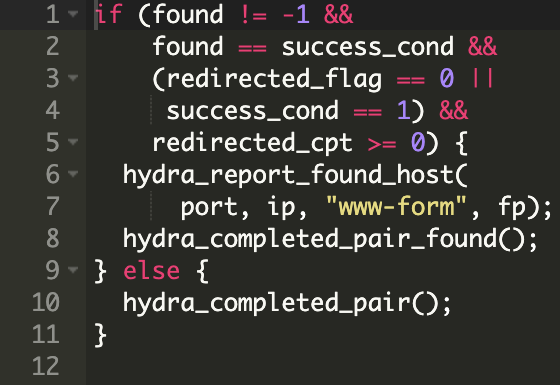 1 if (found != -1 &&
2     found == success_cond &&
3     (redirected_flag == 0 ||
4      success_cond == 1) &&
5     redirected_cpt >= 0) {
6   hydra_report_found_host(
7       port, ip, "www-form", fp);
8   hydra_completed_pair_found();
9 } else {
10   hydra_completed_pair();
11 }
12